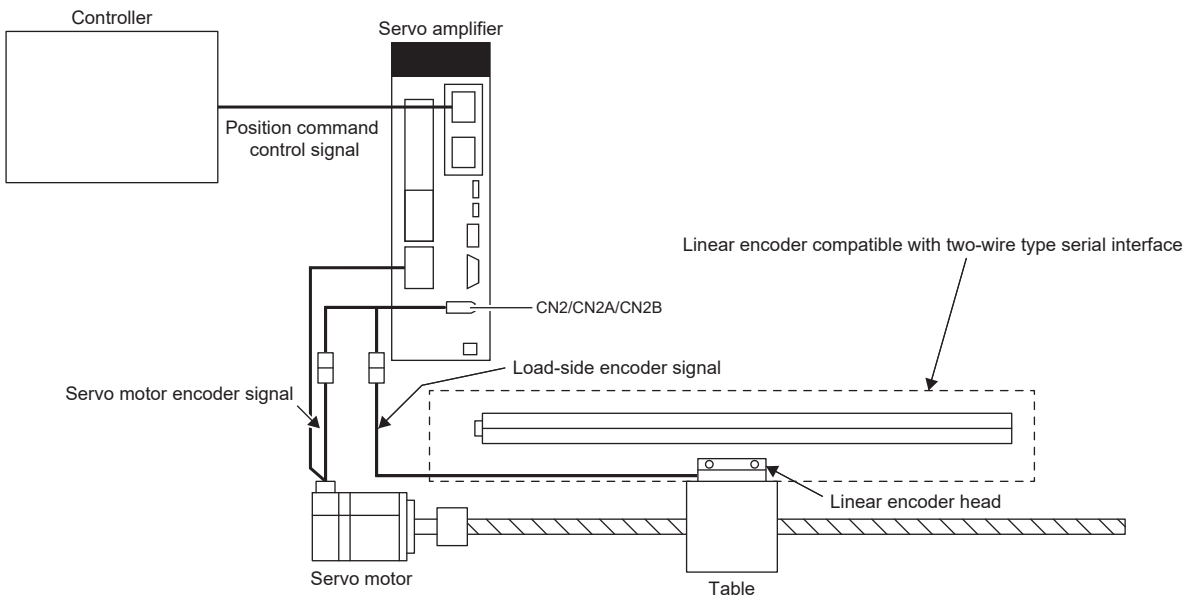 Controller
Servo amplifier
Position command
control signal
Linear encoder compatible with two-wire type serial interface
CN2/CN2A/CN2B
Load-side encoder signal
Servo motor encoder signal
Linear encoder head
Servo motor
Table